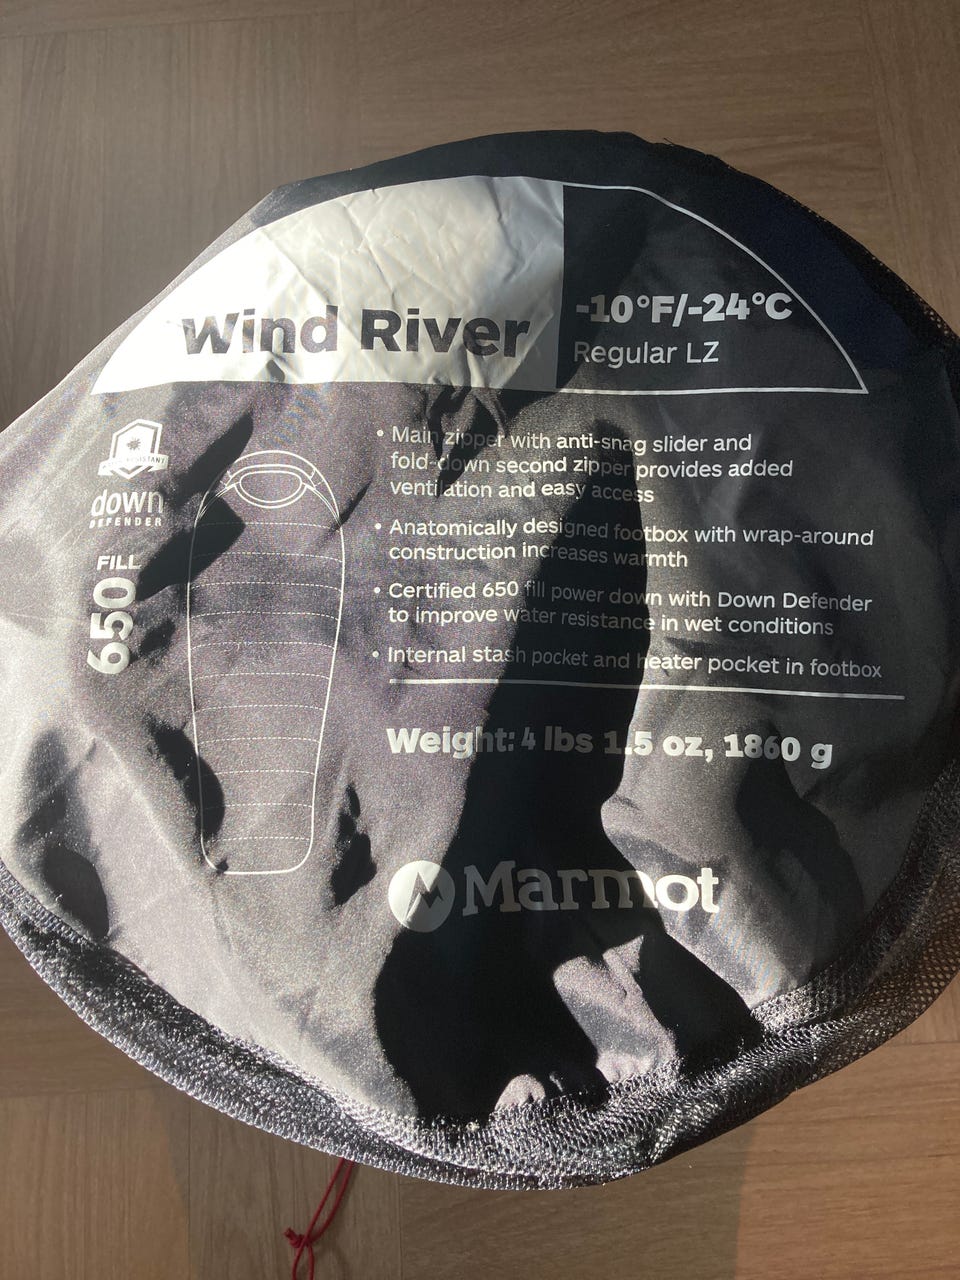 Wind River
-10°F/-24°C
Regular LZ
down
DEFENDER
FILL
650
• Main zipper with anti-snag slider and
fold-down second zipper provides added
ventilation and easy access
• Anatomically designed footbox with wrap-around
construction increases warmth
• Certified 650 fill power down with Down Defender
to improve water resistance in wet conditions
• Internal stash pocket and heater pocket in footbox
Weight: 4 lbs 1.5 oz, 1860 g
Marmot